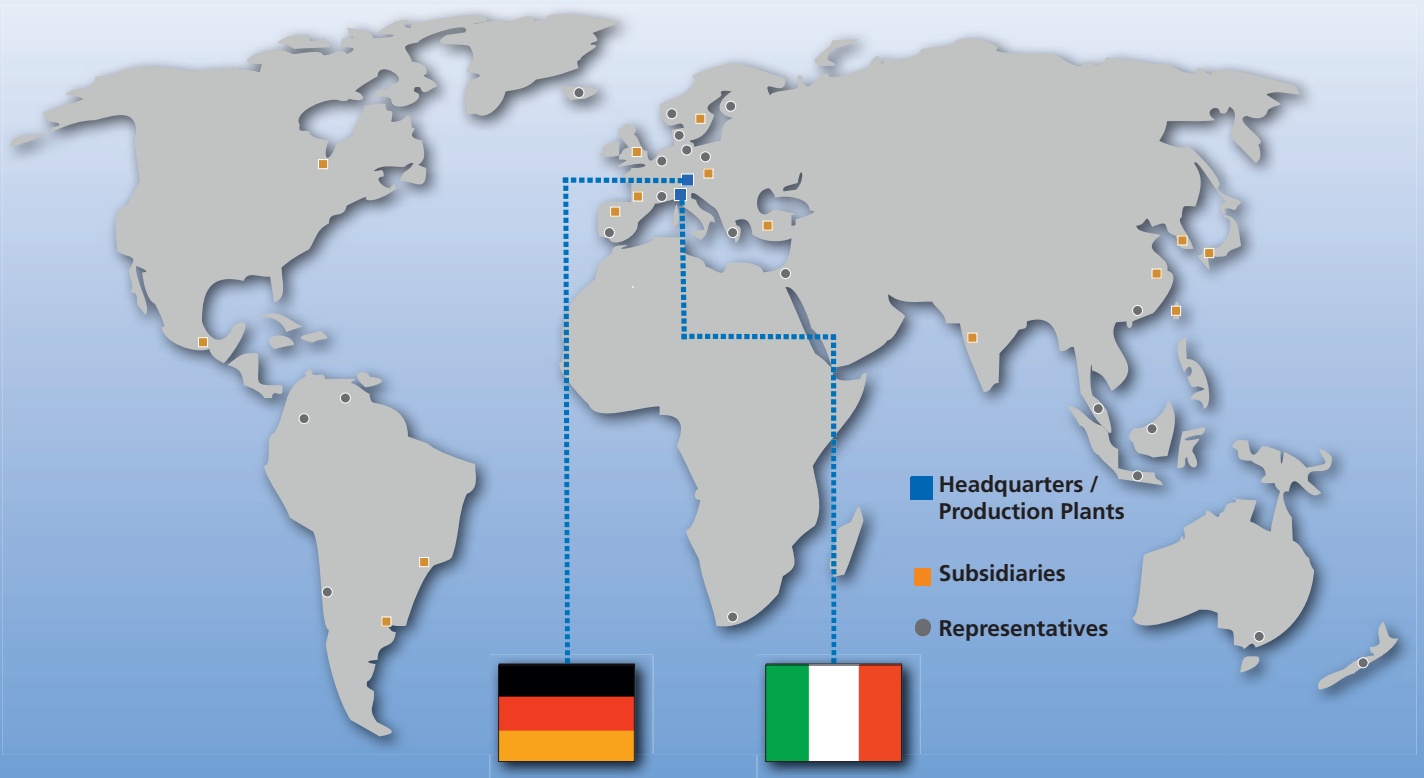 Headquarters /
Production Plants
Subsidiaries
Representatives